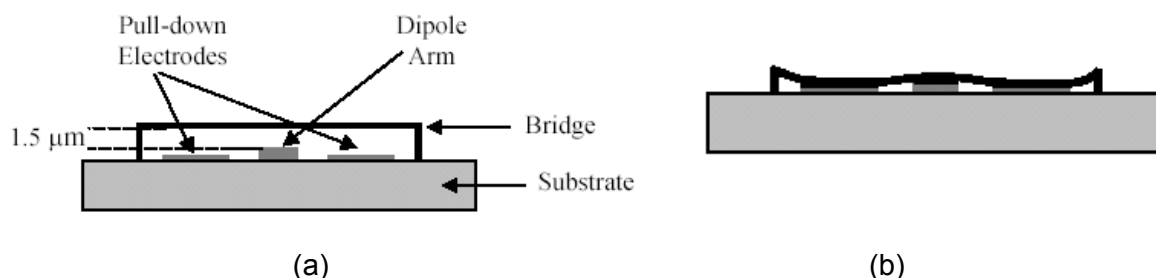 Pull-down
Electrodes
Dipole
Arm
1.5 μm
Bridge
Substrate
(a)
(b)